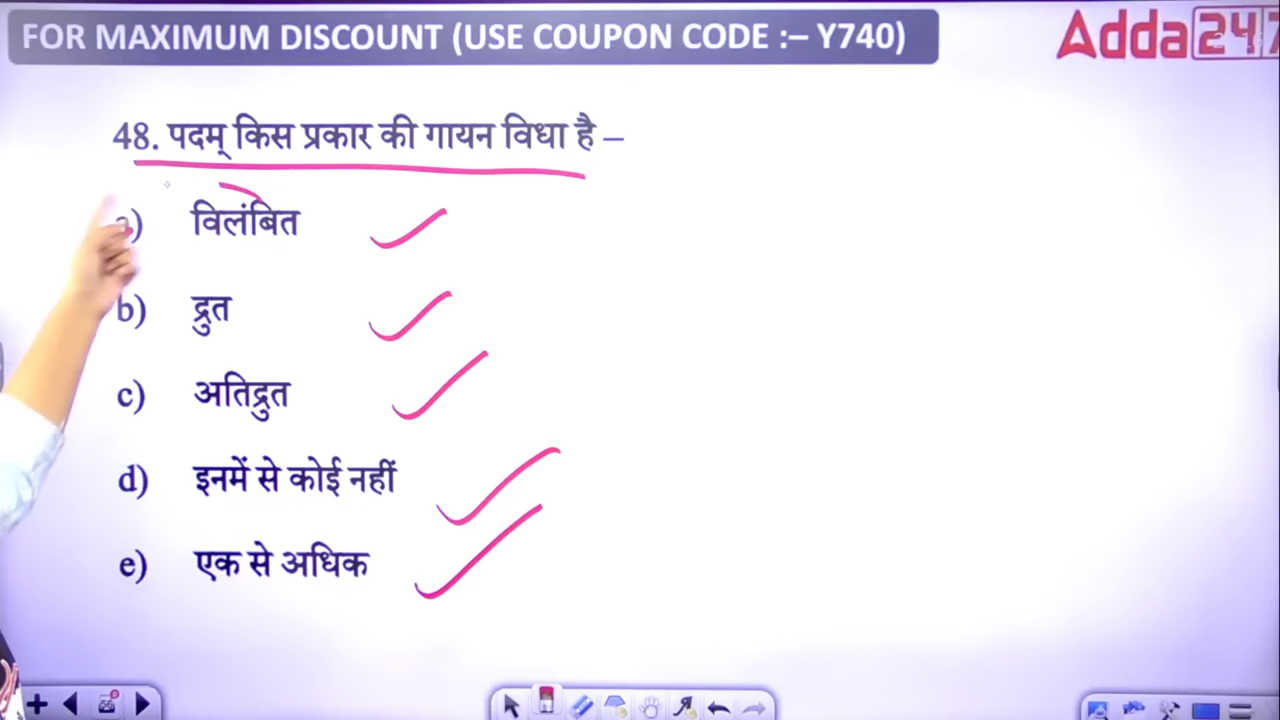 FOR MAXIMUM DISCOUNT (USE COUPON CODE :– Y740)
Adda247
48. पदम् किस प्रकार की गायन विधा है –
a) विलंबित
b) द्रुत
c) अतिद्रुत
d) इनमें से कोई नहीं
e) एक से अधिक